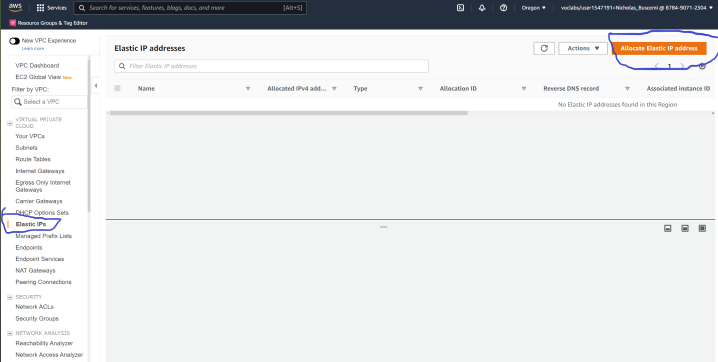 aws
Services
Search for services, features, blogs, docs, and more
[Alt+S]
Oregon ▼
voclabs/user1547191=Nicholas_Buscemi @ 8784-9071-2304 ▼
Resource Groups & Tag Editor
New VPC Experience
Learn more
VPC Dashboard
EC2 Global View New
Filter by VPC:
Select a VPC
VIRTUAL PRIVATE
CLOUD
Your VPCs
Subnets
Route Tables
Internet Gateways
Egress Only Internet
Gateways
Carrier Gateways
DHCP Options Sets
Elastic IPs
Managed Prefix Lists
Endpoints
Endpoint Services
NAT Gateways
Peering Connections
SECURITY
Network ACLs
Security Groups
NETWORK ANALYSIS
Reachability Analyzer
Network Access Analyzer
Elastic IP addresses
Actions ▼
Allocate Elastic IP address
Filter Elastic IP addresses
1
Name
Allocated IPv4 add...
Type
Allocation ID
Reverse DNS record
Associated instance ID
No Elastic IP addresses found in this Region